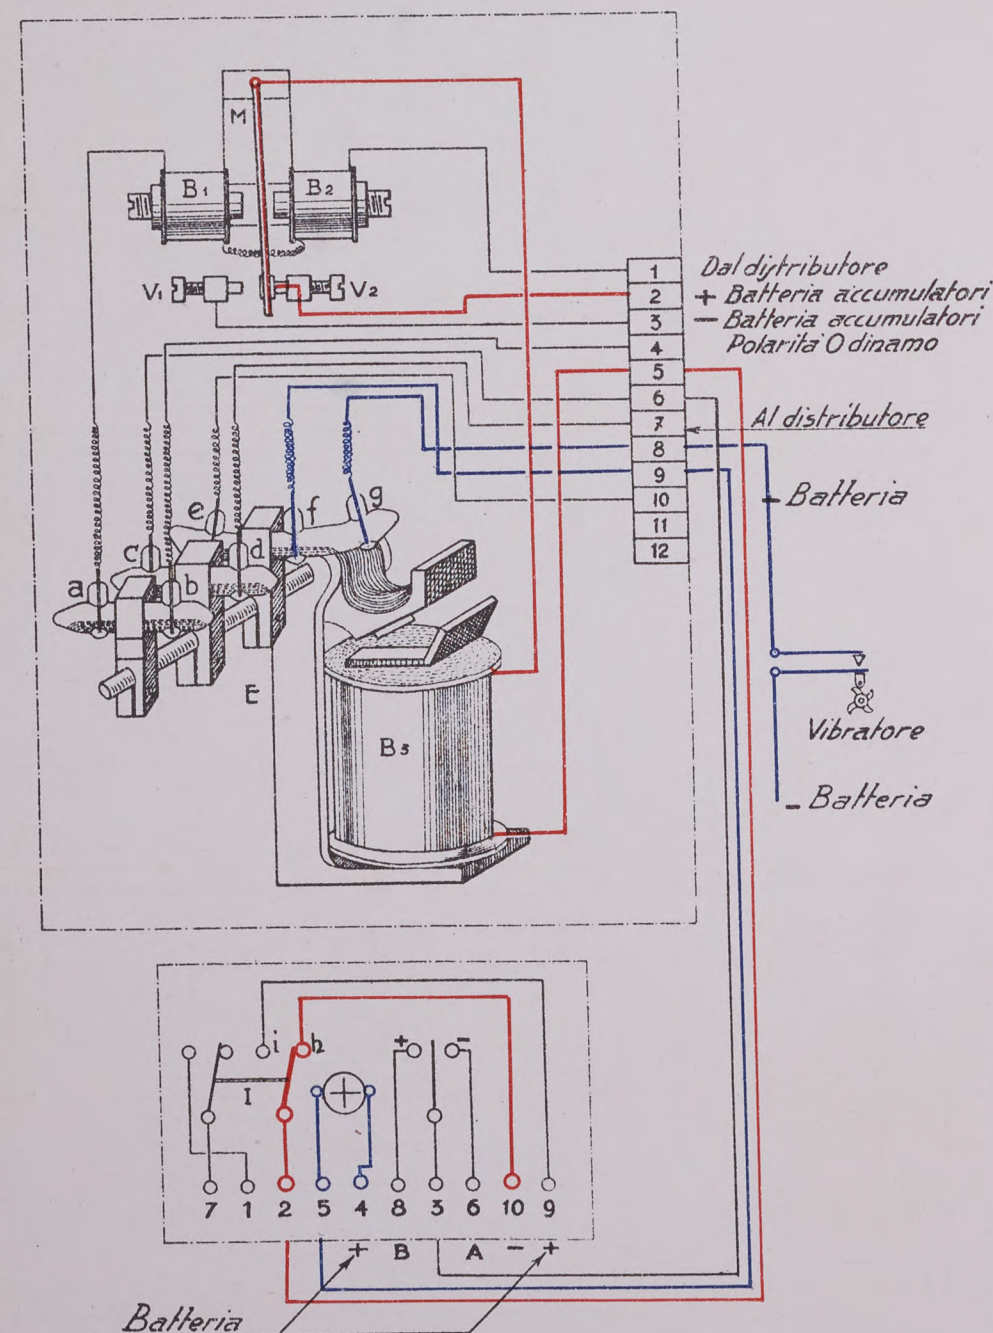 M
B1
B2
V1
V2
1
2
3
4
5
6
7
8
9
10
11
12
Dal distributore
+ Batteria accumulatori
- Batteria accumulatori
Polarità O dinamo
Al distributore
- Batteria
Vibratore
- Batteria
a
b
c
d
e
f
g
E
B3
i
h
I
+
-
7 1 2 5 4 8 3 6 10 9
+ B A - +
Batteria